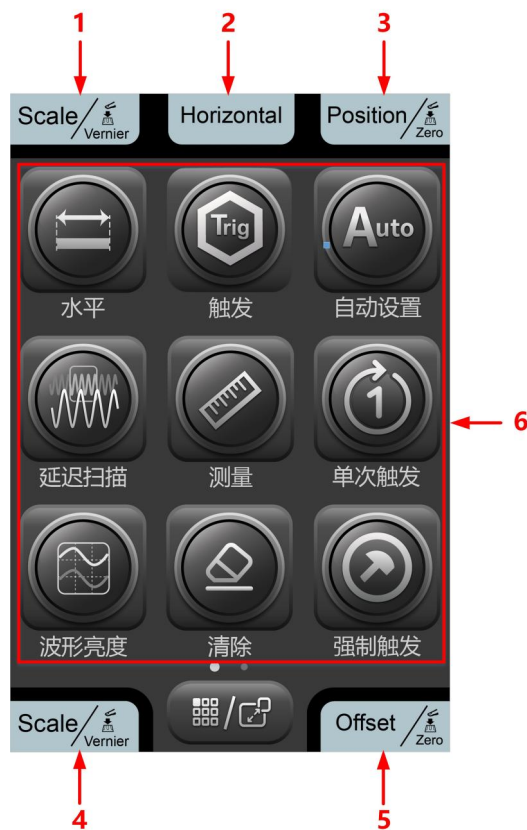 1 2 3
Scale/Vernier Horizontal Position/Zero
Trig Auto
水平 触发 自动设置
1
延迟扫描 测量 单次触发
6
波形亮度 清除 强制触发
/
Scale/Vernier Offset/Zero
4 5